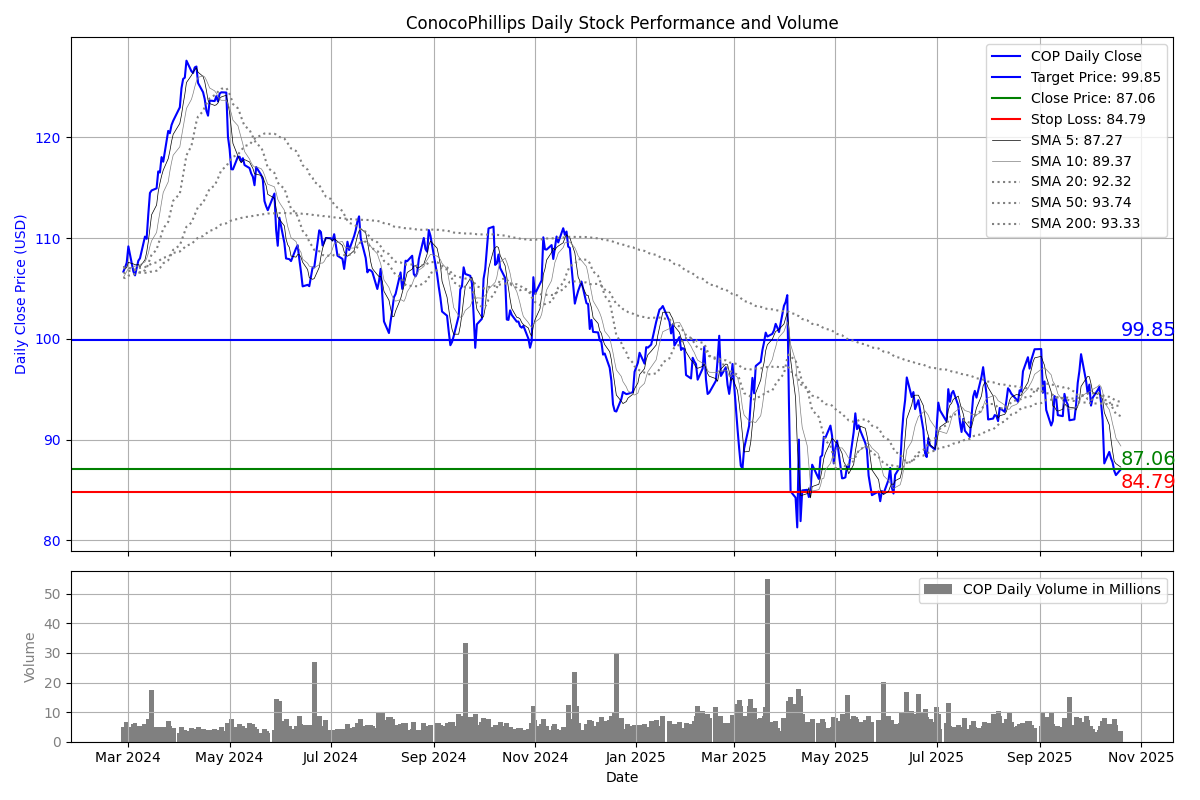 ConocoPhillips Daily Stock Performance and Volume
COP Daily Close
Target Price: 99.85
Close Price: 87.06
Stop Loss: 84.79
SMA 5: 87.27
SMA 10: 89.37
SMA 20: 92.32
SMA 50: 93.74
SMA 200: 93.33
Daily Close Price (USD)
120
110
100
90
80
99.85
87.06
84.79
COP Daily Volume in Millions
Volume
50
40
30
20
10
0
Mar 2024 May 2024 Jul 2024 Sep 2024 Nov 2024 Jan 2025 Mar 2025 May 2025 Jul 2025 Sep 2025 Nov 2025
Date